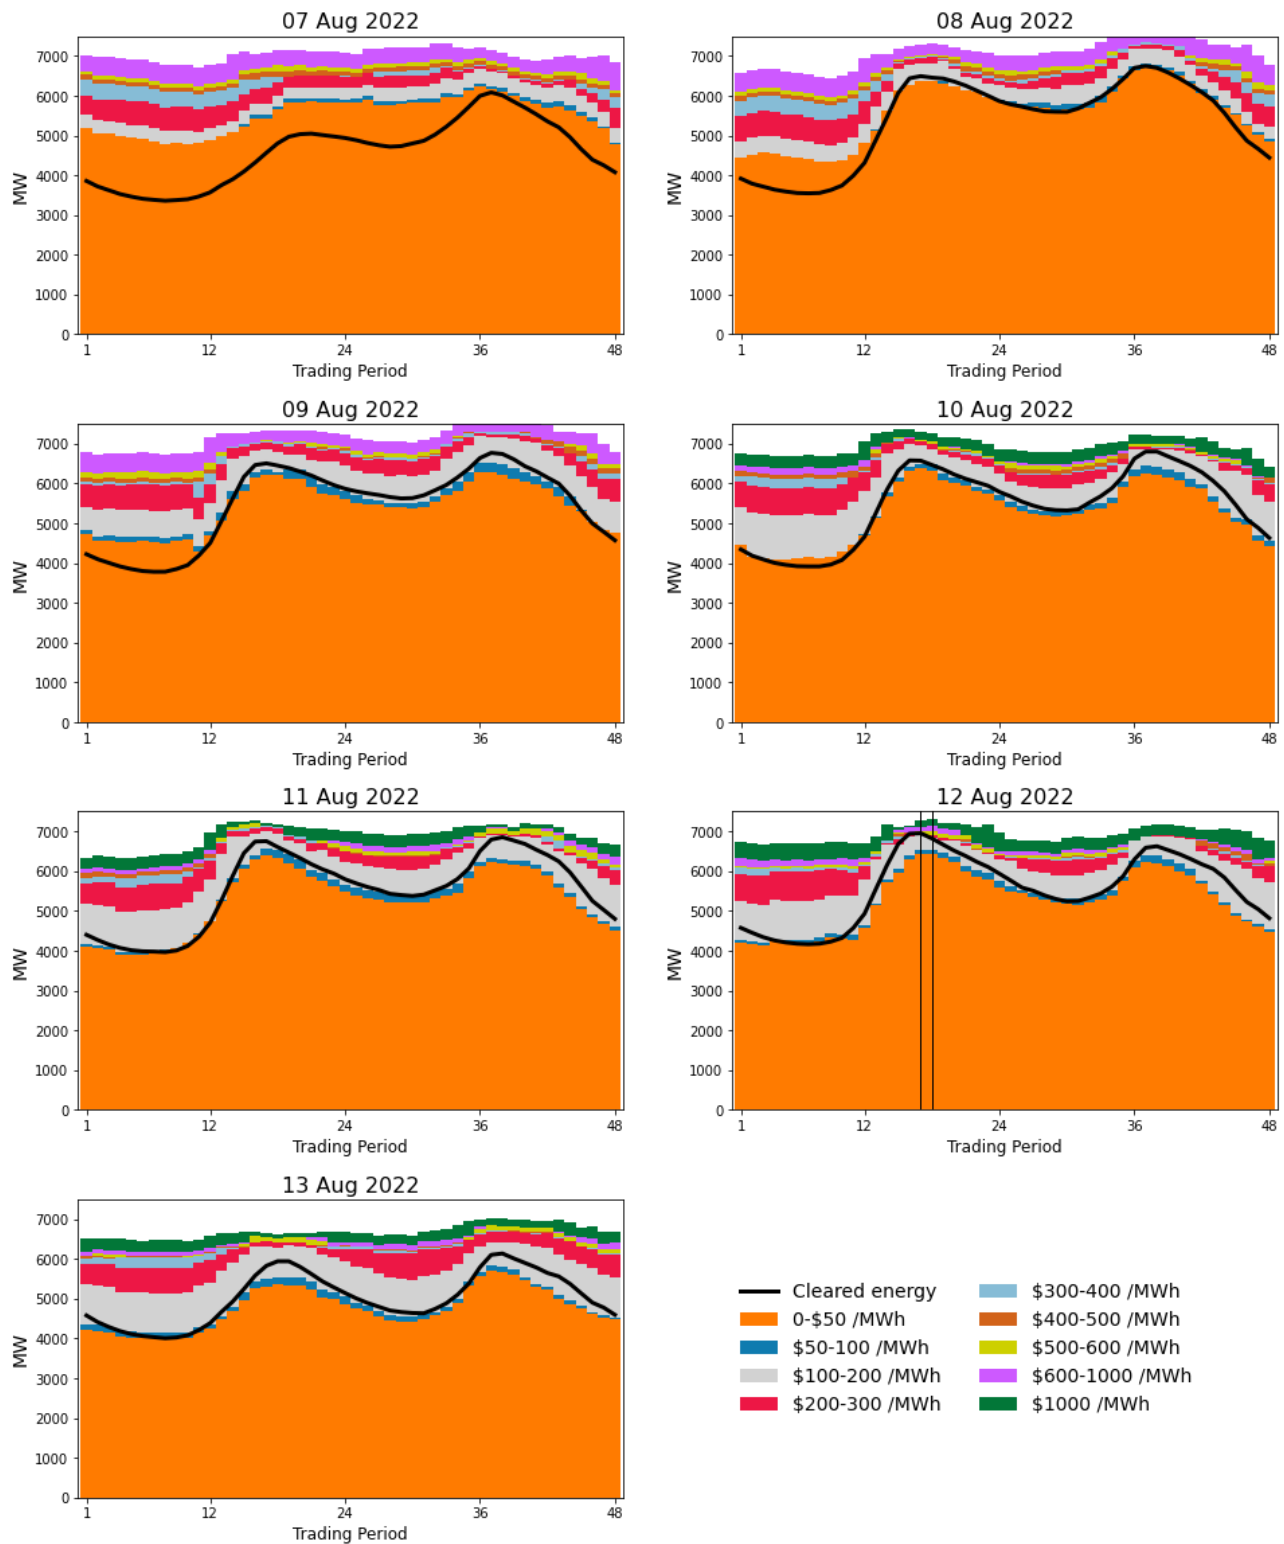 07 Aug 2022
7000
6000
5000
4000
3000
2000
1000
0
MW
1 12 24 36 48
Trading Period
08 Aug 2022
7000
6000
5000
4000
3000
2000
1000
0
MW
1 12 24 36 48
Trading Period
09 Aug 2022
7000
6000
5000
4000
3000
2000
1000
0
MW
1 12 24 36 48
Trading Period
10 Aug 2022
7000
6000
5000
4000
3000
2000
1000
0
MW
1 12 24 36 48
Trading Period
11 Aug 2022
7000
6000
5000
4000
3000
2000
1000
0
MW
1 12 24 36 48
Trading Period
12 Aug 2022
7000
6000
5000
4000
3000
2000
1000
0
MW
1 12 24 36 48
Trading Period
13 Aug 2022
7000
6000
5000
4000
3000
2000
1000
0
MW
1 12 24 36 48
Trading Period
Cleared energy
0-$50 /MWh
$50-100 /MWh
$100-200 /MWh
$200-300 /MWh
$300-400 /MWh
$400-500 /MWh
$500-600 /MWh
$600-1000 /MWh
$1000 /MWh